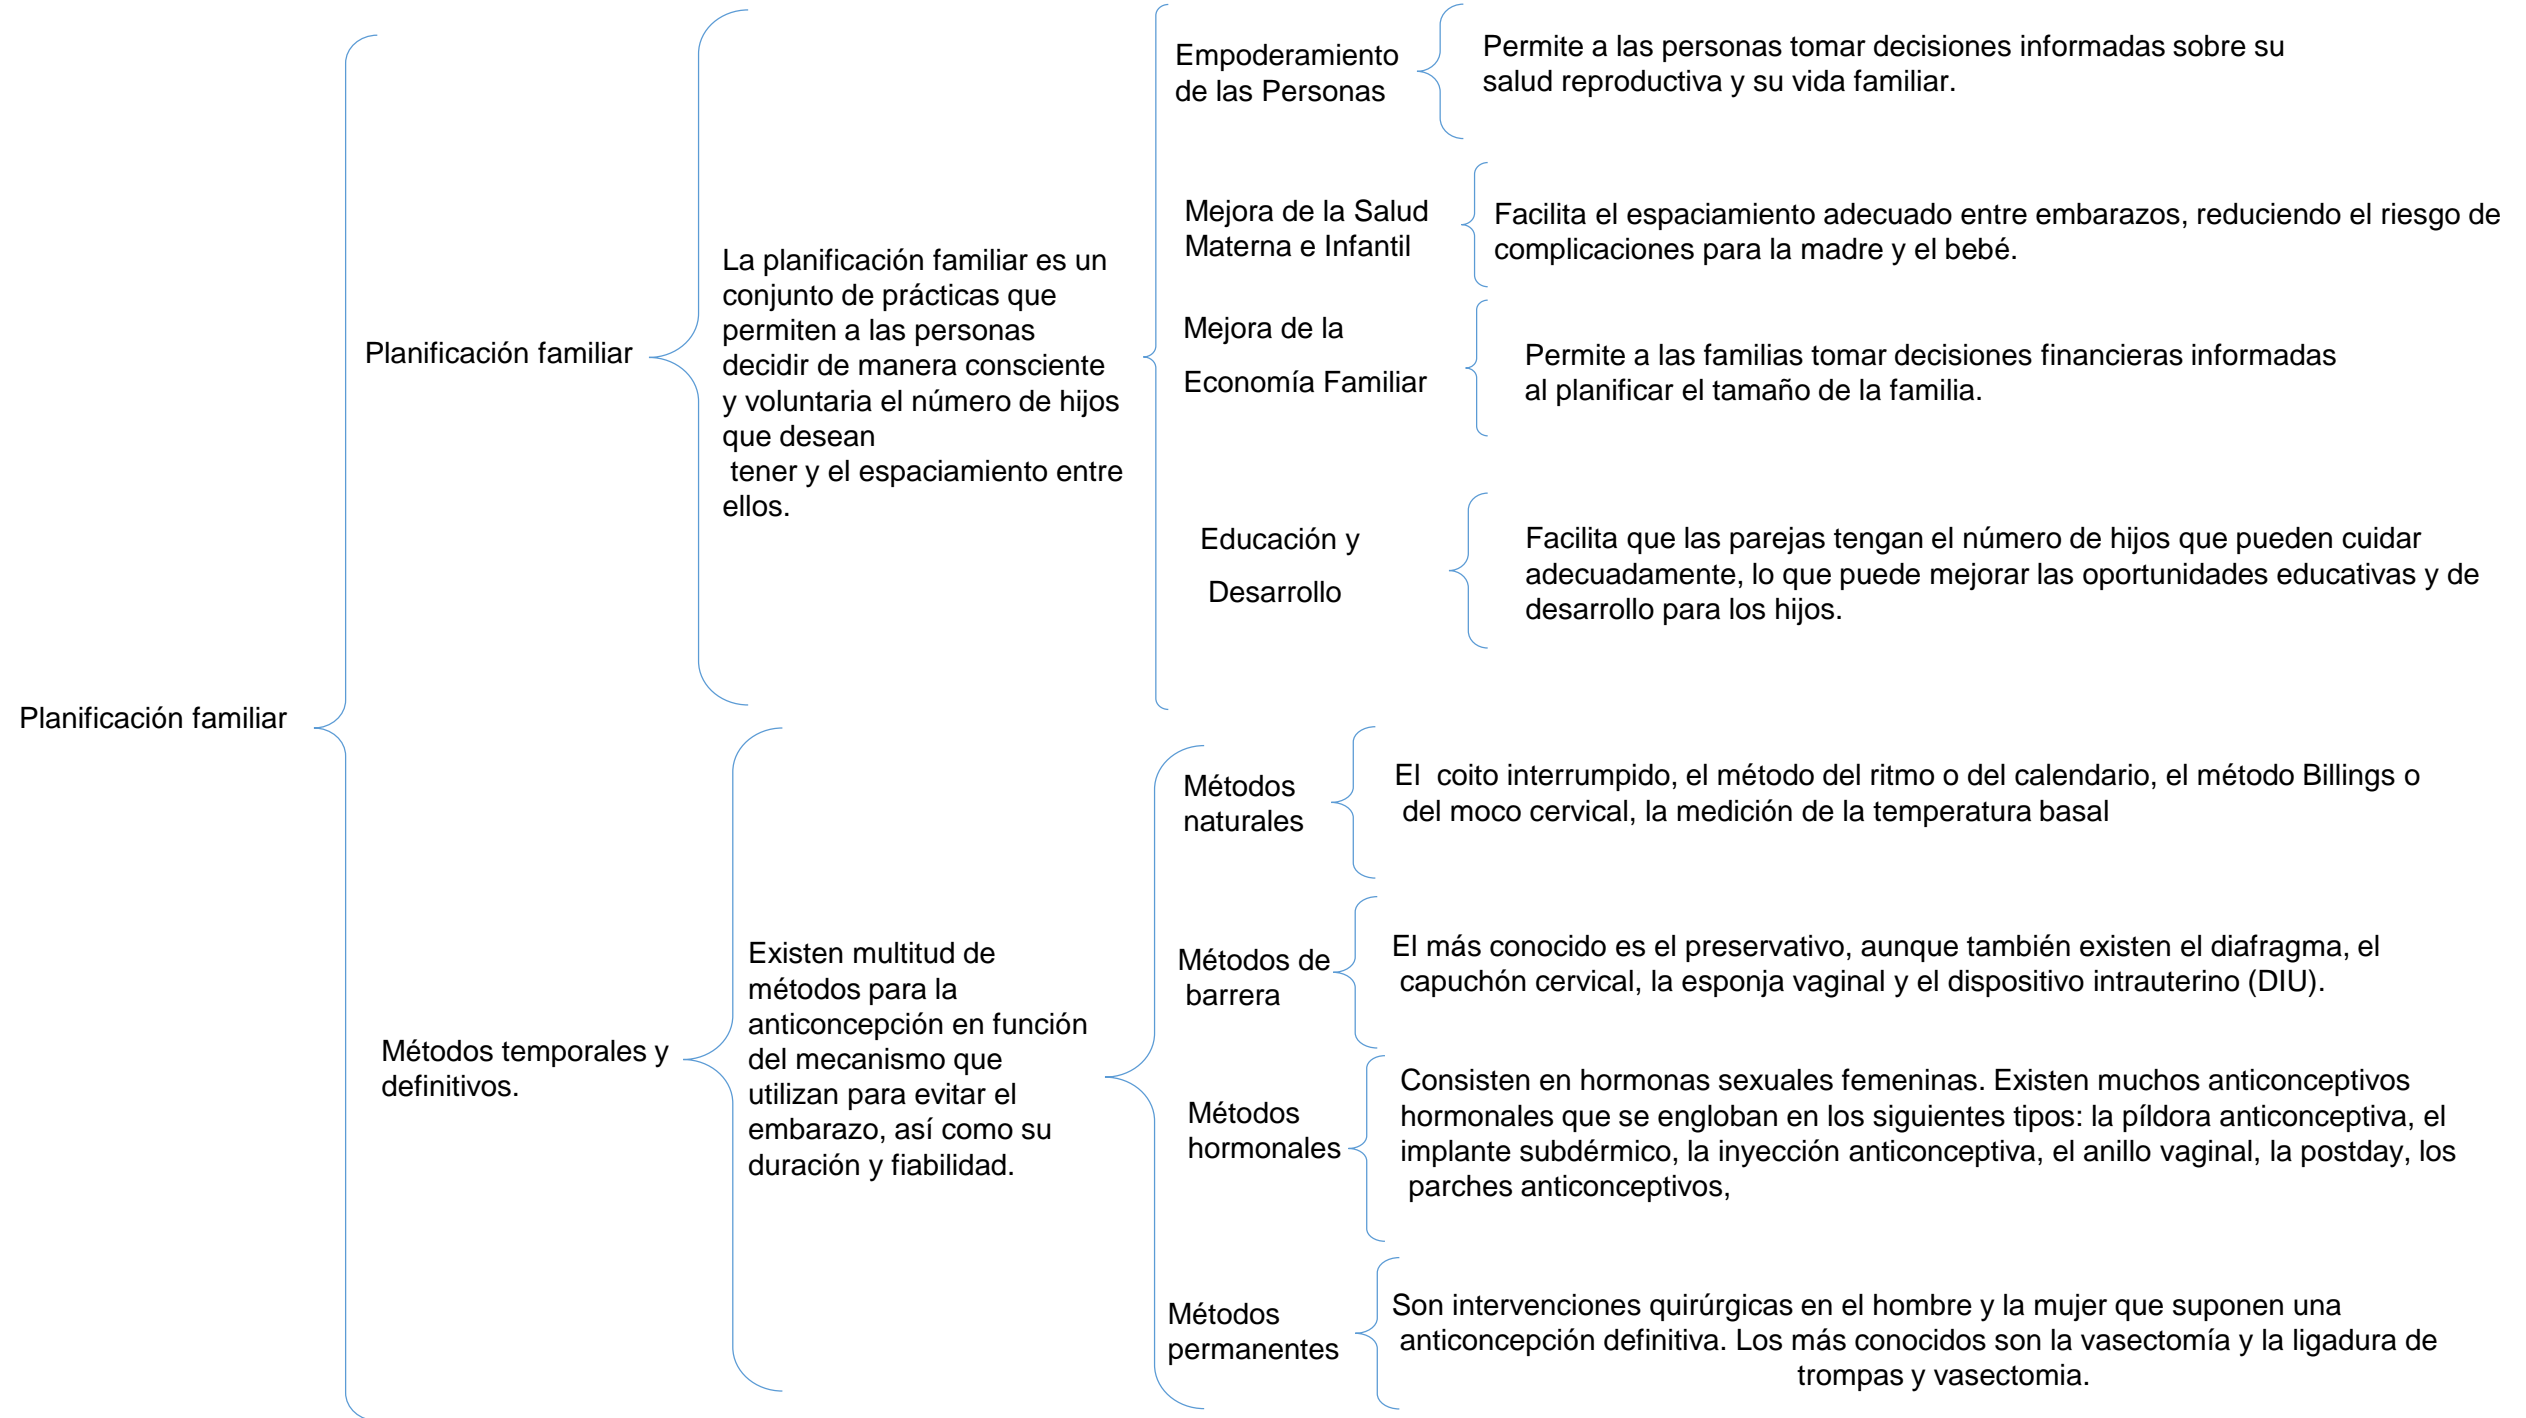 Planificación familiar
Planificación familiar
La planificación familiar es un
conjunto de prácticas que
permiten a las personas
decidir de manera consciente
y voluntaria el número de hijos
que desean
tener y el espaciamiento entre
ellos.
Empoderamiento
de las Personas
Permite a las personas tomar decisiones informadas sobre su
salud reproductiva y su vida familiar.
Mejora de la Salud
Materna e Infantil
Facilita el espaciamiento adecuado entre embarazos, reduciendo el riesgo de
complicaciones para la madre y el bebé.
Mejora de la
Economía Familiar
Permite a las familias tomar decisiones financieras informadas
al planificar el tamaño de la familia.
Educación y
Desarrollo
Facilita que las parejas tengan el número de hijos que pueden cuidar
adecuadamente, lo que puede mejorar las oportunidades educativas y de
desarrollo para los hijos.
Métodos temporales y
definitivos.
Existen multitud de
métodos para la
anticoncepción en función
del mecanismo que
utilizan para evitar el
embarazo, así como su
duración y fiabilidad.
Métodos
naturales
El coito interrumpido, el método del ritmo o del calendario, el método Billings o
del moco cervical, la medición de la temperatura basal
Métodos de
barrera
El más conocido es el preservativo, aunque también existen el diafragma, el
capuchón cervical, la esponja vaginal y el dispositivo intrauterino (DIU).
Métodos
hormonales
Consisten en hormonas sexuales femeninas. Existen muchos anticonceptivos
hormonales que se engloban en los siguientes tipos: la píldora anticonceptiva, el
implante subdérmico, la inyección anticonceptiva, el anillo vaginal, la postday, los
parches anticonceptivos,
Métodos
permanentes
Son intervenciones quirúrgicas en el hombre y la mujer que suponen una
anticoncepción definitiva. Los más conocidos son la vasectomía y la ligadura de
trompas y vasectomia.